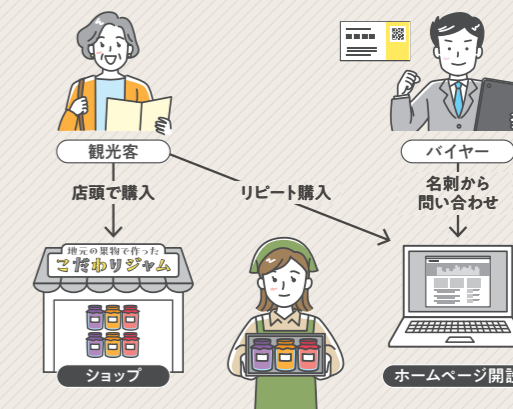 観光客
バイヤー
店頭で購入
リピート購入
名刺から
問い合わせ
地元の果物で作った
こだわりジャム
ショップ
ホームページ開設